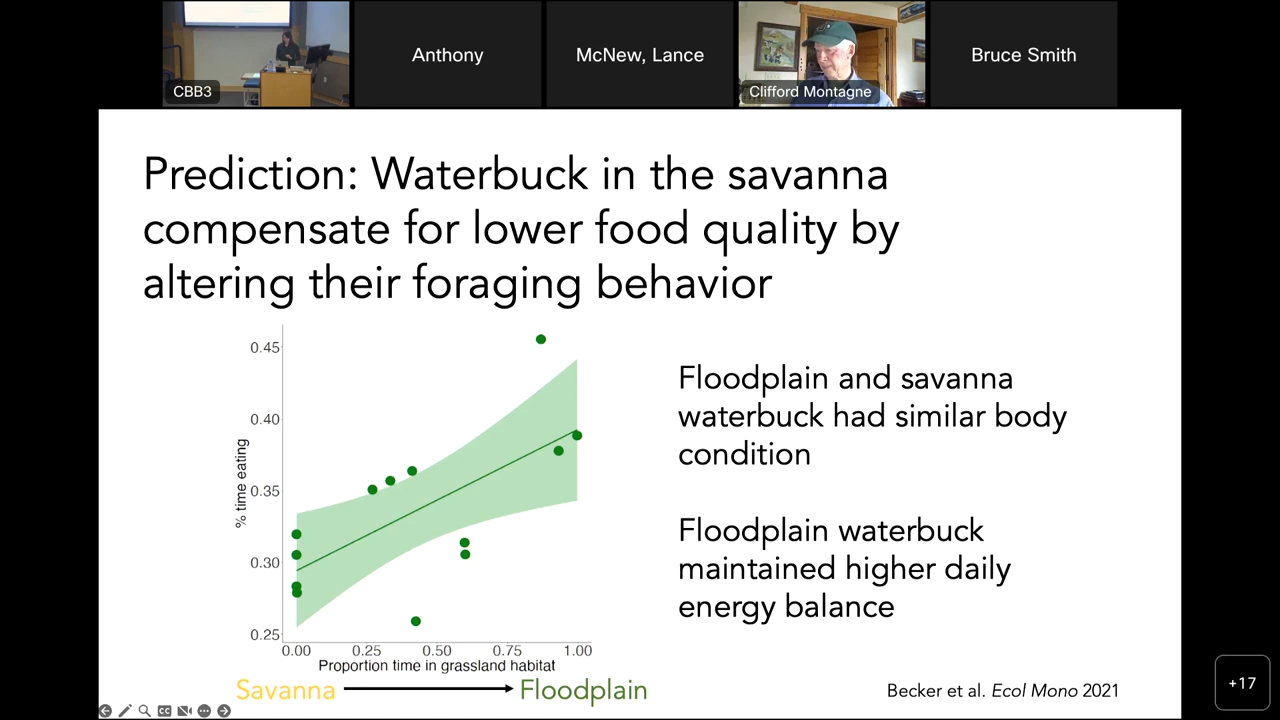 CBB3
Anthony
McNew, Lance
Clifford Montagne
Bruce Smith
Prediction: Waterbuck in the savanna
compensate for lower food quality by
altering their foraging behavior
% time eating
0.45
0.40
0.35
0.30
0.25
0.00 0.25 0.50 0.75 1.00
Proportion time in grassland habitat
Savanna Floodplain
Floodplain and savanna
waterbuck had similar body
condition
Floodplain waterbuck
maintained higher daily
energy balance
Becker et al. Ecol Mono 2021
+17
CC